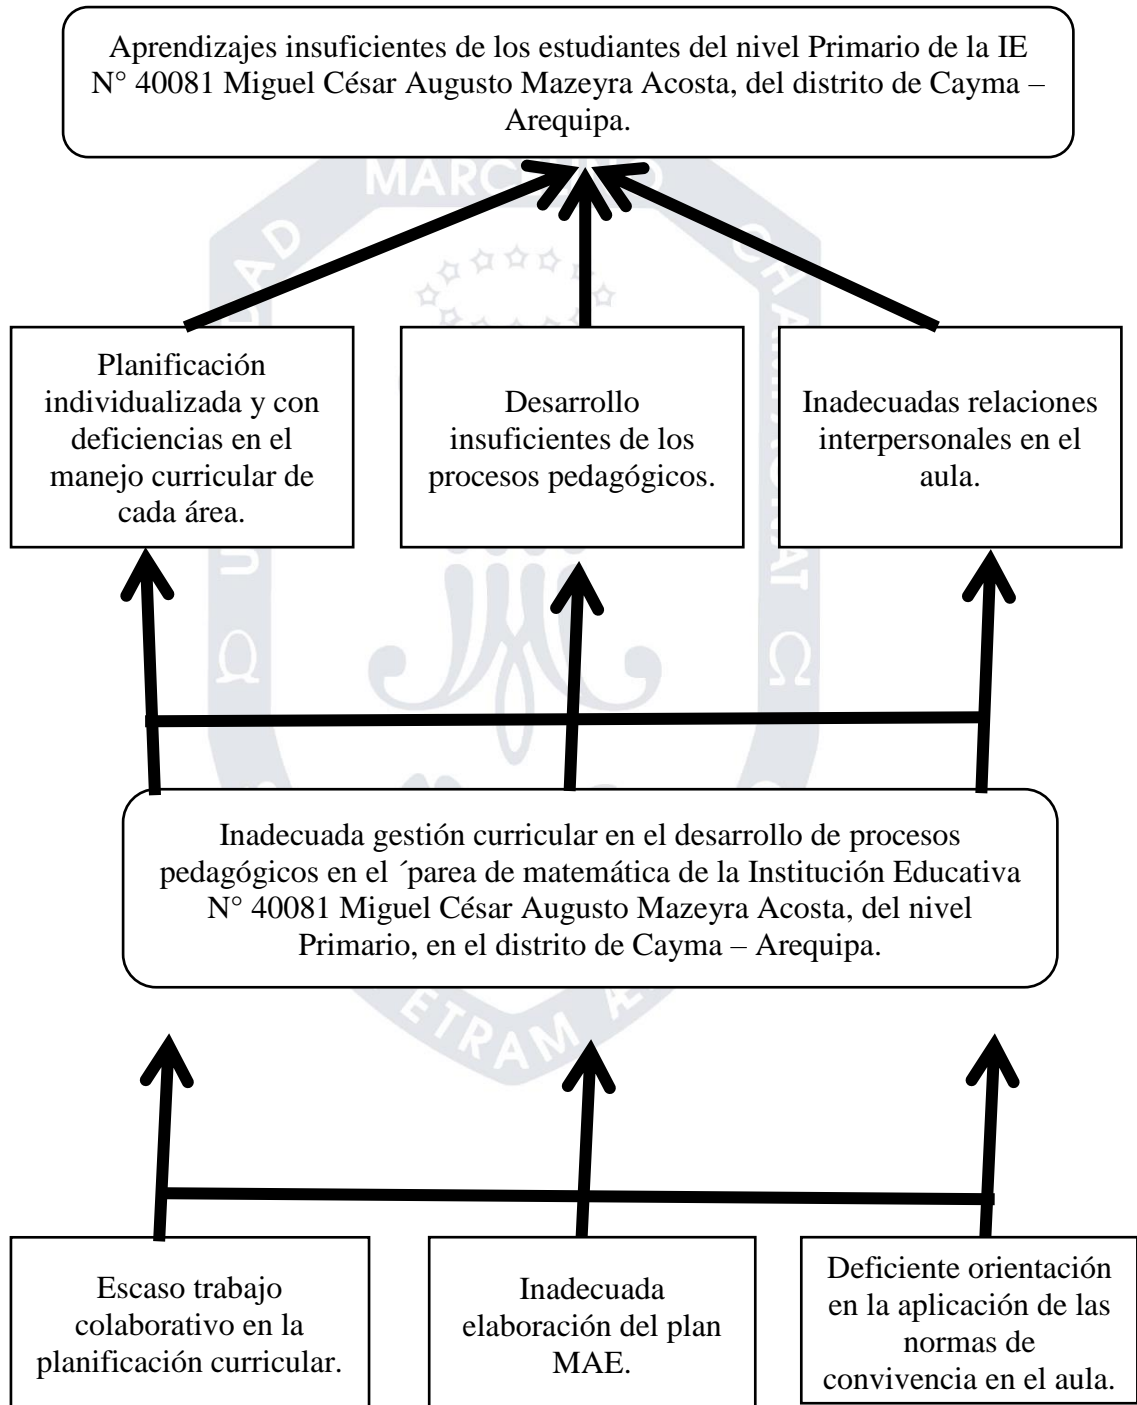 Aprendizajes insuficientes de los estudiantes del nivel Primario de la IE
N° 40081 Miguel César Augusto Mazeyra Acosta, del distrito de Cayma –
Arequipa.
MARCELINO
CHAMPAGNAT
Planificación
individualizada y con
deficiencias en el
manejo curricular de
cada área.
Desarrollo
insuficientes de los
procesos pedagógicos.
Inadecuadas relaciones
interpersonales en el
aula.
Ω
Ω
Inadecuada gestión curricular en el desarrollo de procesos
pedagógicos en el ´parea de matemática de la Institución Educativa
N° 40081 Miguel César Augusto Mazeyra Acosta, del nivel
Primario, en el distrito de Cayma – Arequipa.
ETRAM
Escaso trabajo
colaborativo en la
planificación curricular.
Inadecuada
elaboración del plan
MAE.
Deficiente orientación
en la aplicación de las
normas de
convivencia en el aula.